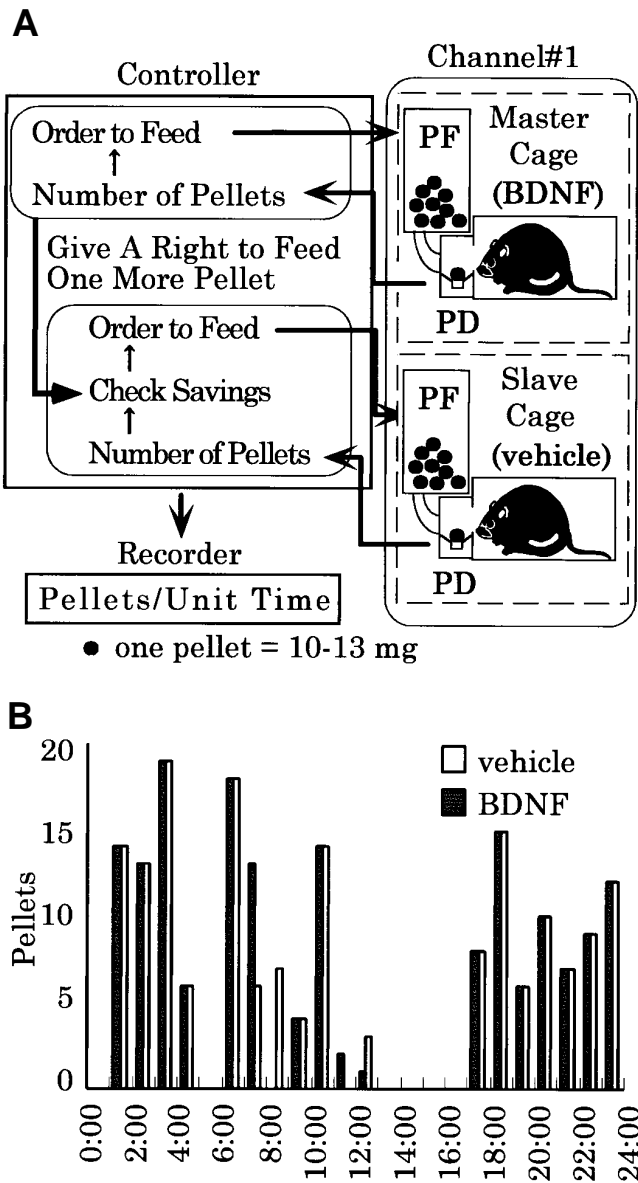 A
Controller
Channel#1
Order to Feed
Number of Pellets
Give A Right to Feed
One More Pellet
Order to Feed
Check Savings
Number of Pellets
PF
Master
Cage
(BDNF)
PD
PF
Slave
Cage
(vehicle)
PD
Recorder
Pellets/Unit Time
one pellet = 10-13 mg
B
vehicle
BDNF
Pellets
20
15
10
5
0
0:00
2:00
4:00
6:00
8:00
10:00
12:00
14:00
16:00
18:00
20:00
22:00
24:00